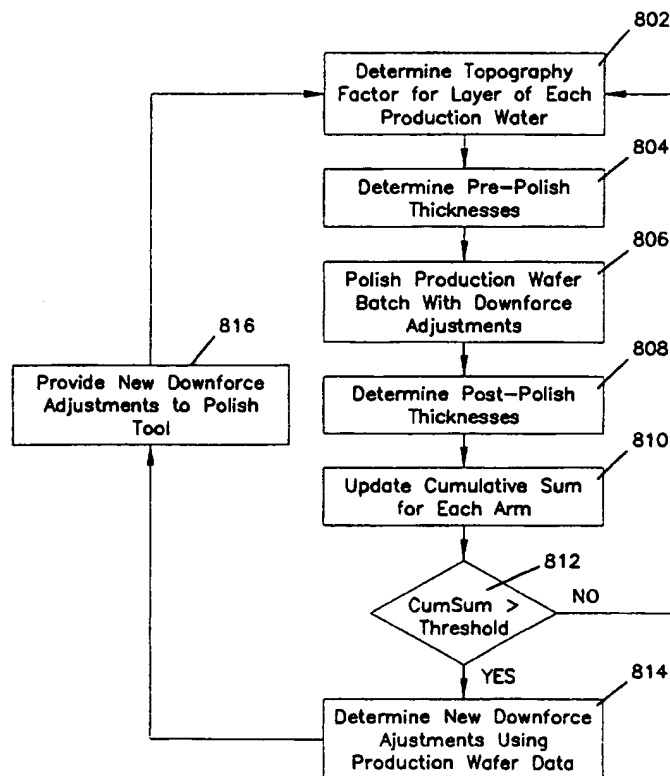 802
Determine Topography
Factor for Layer of Each
Production Water
804
Determine Pre-Polish
Thicknesses
806
Polish Production Wafer
Batch With Downforce
Adjustments
816
Provide New Downforce
Adjustments to Polish
Tool
808
Determine Post-Polish
Thicknesses
810
Update Cumulative Sum
for Each Arm
812
CumSum >
Threshold
NO
YES
814
Determine New Downforce
Ajustments Using
Production Wafer Data